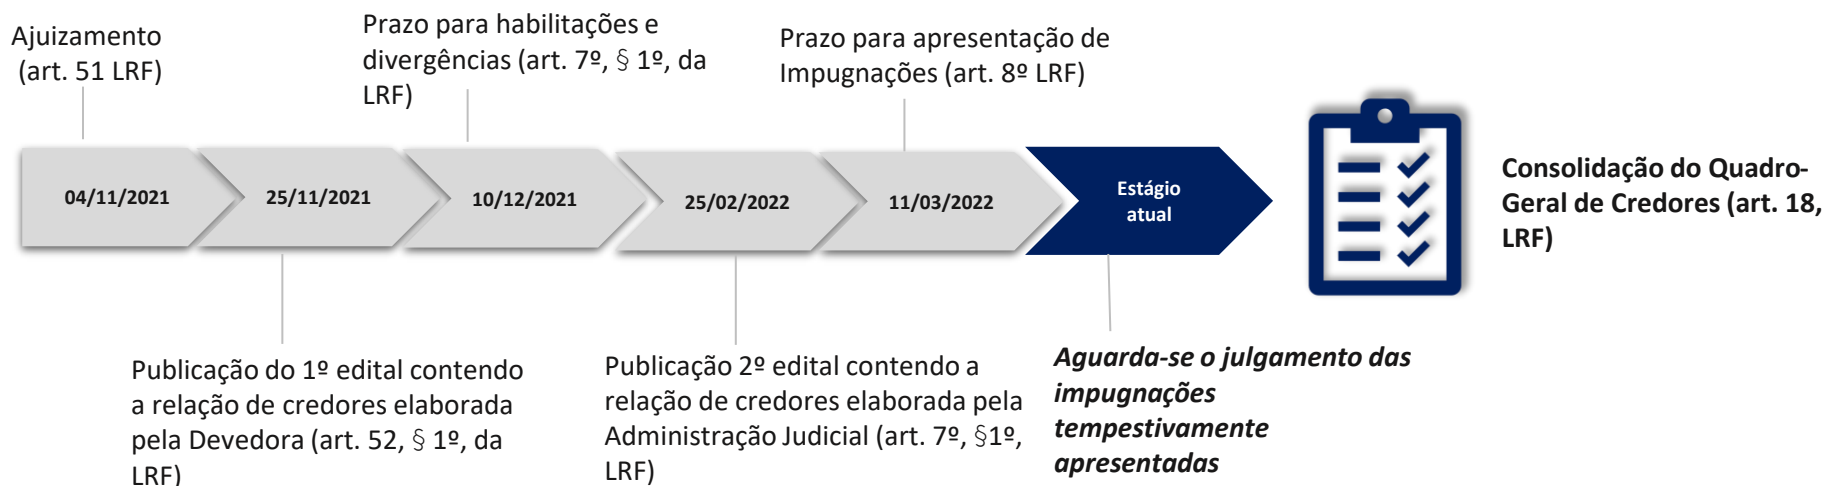 Ajuizamento
(art. 51 LRF)
Prazo para habilitações e
divergências (art. 7º, § 1º, da
LRF)
Prazo para apresentação de
Impugnações (art. 8º LRF)
04/11/2021
25/11/2021
10/12/2021
25/02/2022
11/03/2022
Estágio
atual
Consolidação do Quadro-
Geral de Credores (art. 18,
LRF)
Publicação do 1º edital contendo
a relação de credores elaborada
pela Devedora (art. 52, § 1º, da
LRF)
Publicação 2º edital contendo a
relação de credores elaborada pela
Administração Judicial (art. 7º, §1º,
LRF)
Aguarda-se o julgamento das
impugnações
tempestivamente
apresentadas